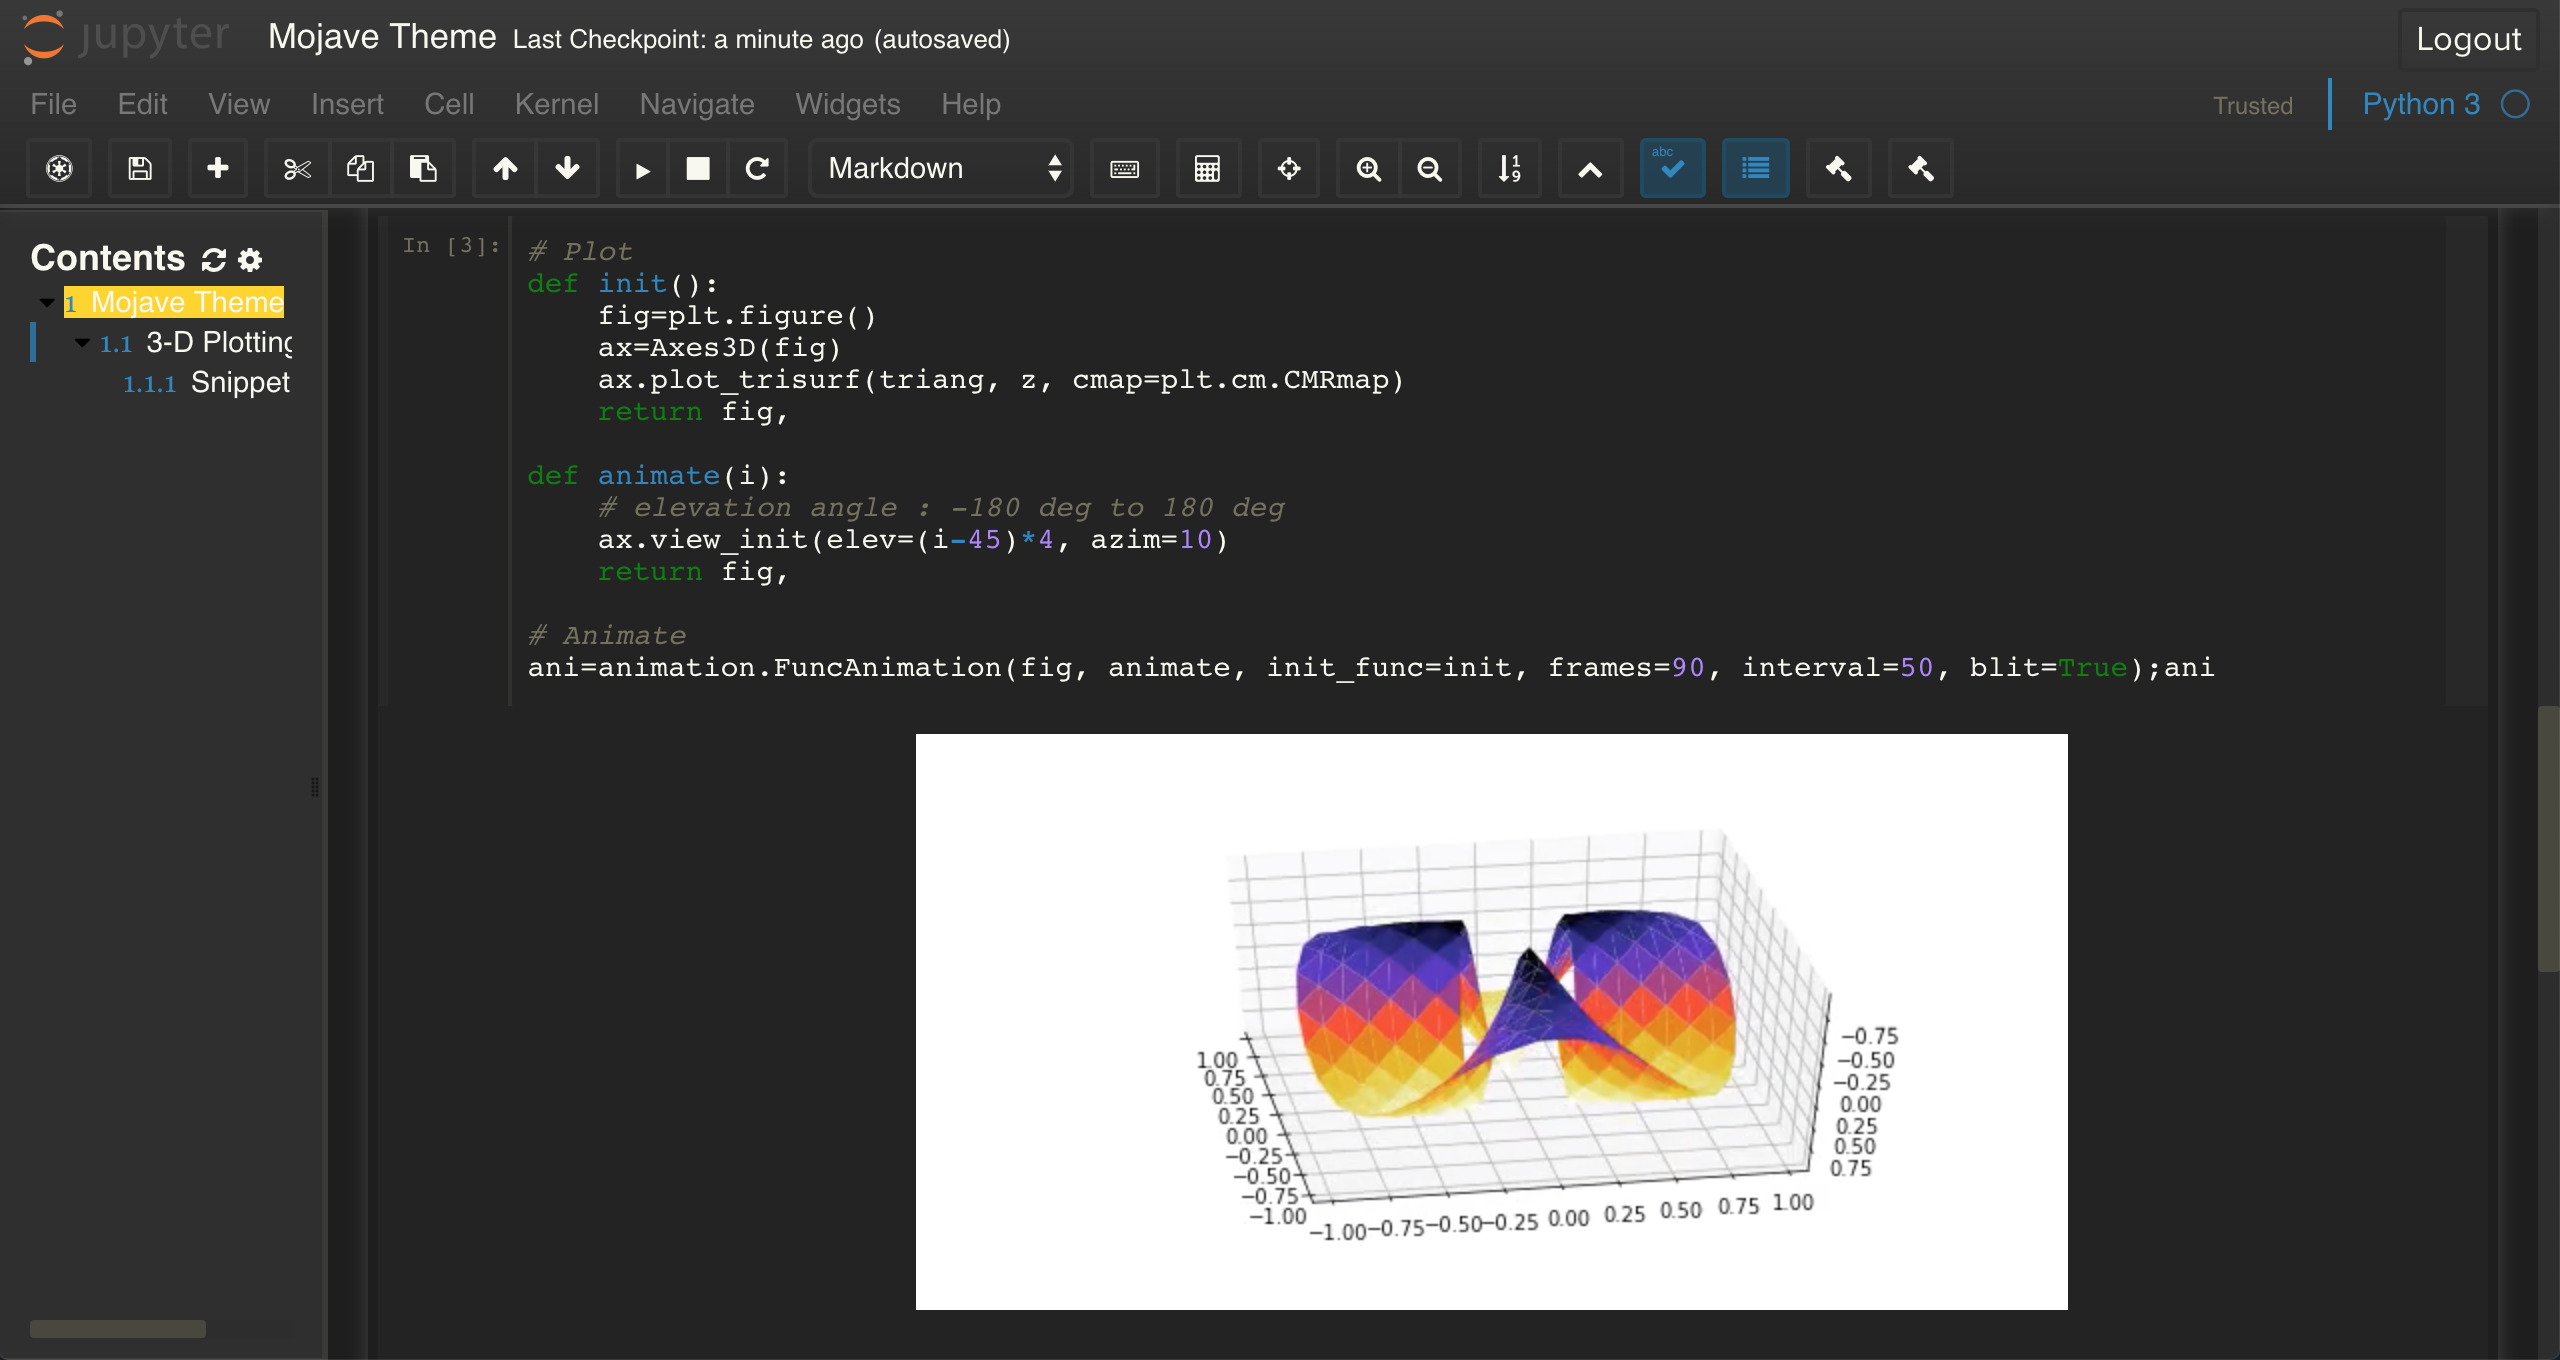 jupyter Mojave Theme Last Checkpoint: a minute ago (autosaved)
Logout
File Edit View Insert Cell Kernel Navigate Widgets Help
Trusted Python 3
Markdown
abc
Contents
1 Mojave Theme
1.1 3-D Plotting
1.1.1 Snippet
In [3]:
# Plot
def init():
    fig=plt.figure()
    ax=Axes3D(fig)
    ax.plot_trisurf(triang, z, cmap=plt.cm.CMRmap)
    return fig,
def animate(i):
    # elevation angle : -180 deg to 180 deg
    ax.view_init(elev=(i-45)*4, azim=10)
    return fig,
# Animate
ani=animation.FuncAnimation(fig, animate, init_func=init, frames=90, interval=50, blit=True);ani
1.00
0.75
0.50
0.25
0.00
−0.25
−0.50
−0.75
−1.00
−1.00 −0.75 −0.50 −0.25 0.00 0.25 0.50 0.75 1.00
−0.75
−0.50
−0.25
0.00
0.25
0.50
0.75